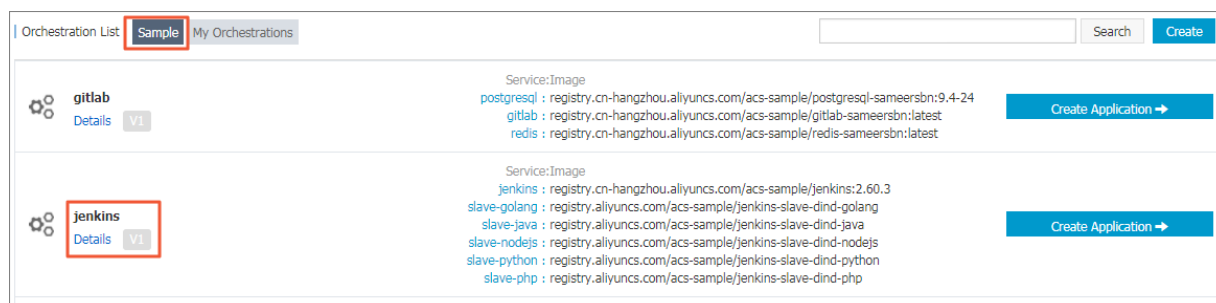 Orchestration List Sample My Orchestrations Search Create
Service:Image
gitlab
Details V1
postgresql : registry.cn-hangzhou.aliyuncs.com/acs-sample/postgresql-sameersbn:9.4-24
gitlab : registry.cn-hangzhou.aliyuncs.com/acs-sample/gitlab-sameersbn:latest
redis : registry.cn-hangzhou.aliyuncs.com/acs-sample/redis-sameersbn:latest
Create Application →
Service:Image
jenkins
Details V1
jenkins : registry.cn-hangzhou.aliyuncs.com/acs-sample/jenkins:2.60.3
slave-golang : registry.aliyuncs.com/acs-sample/jenkins-slave-dind-golang
slave-java : registry.aliyuncs.com/acs-sample/jenkins-slave-dind-java
slave-nodejs : registry.aliyuncs.com/acs-sample/jenkins-slave-dind-nodejs
slave-python : registry.aliyuncs.com/acs-sample/jenkins-slave-dind-python
slave-php : registry.aliyuncs.com/acs-sample/jenkins-slave-dind-php
Create Application →